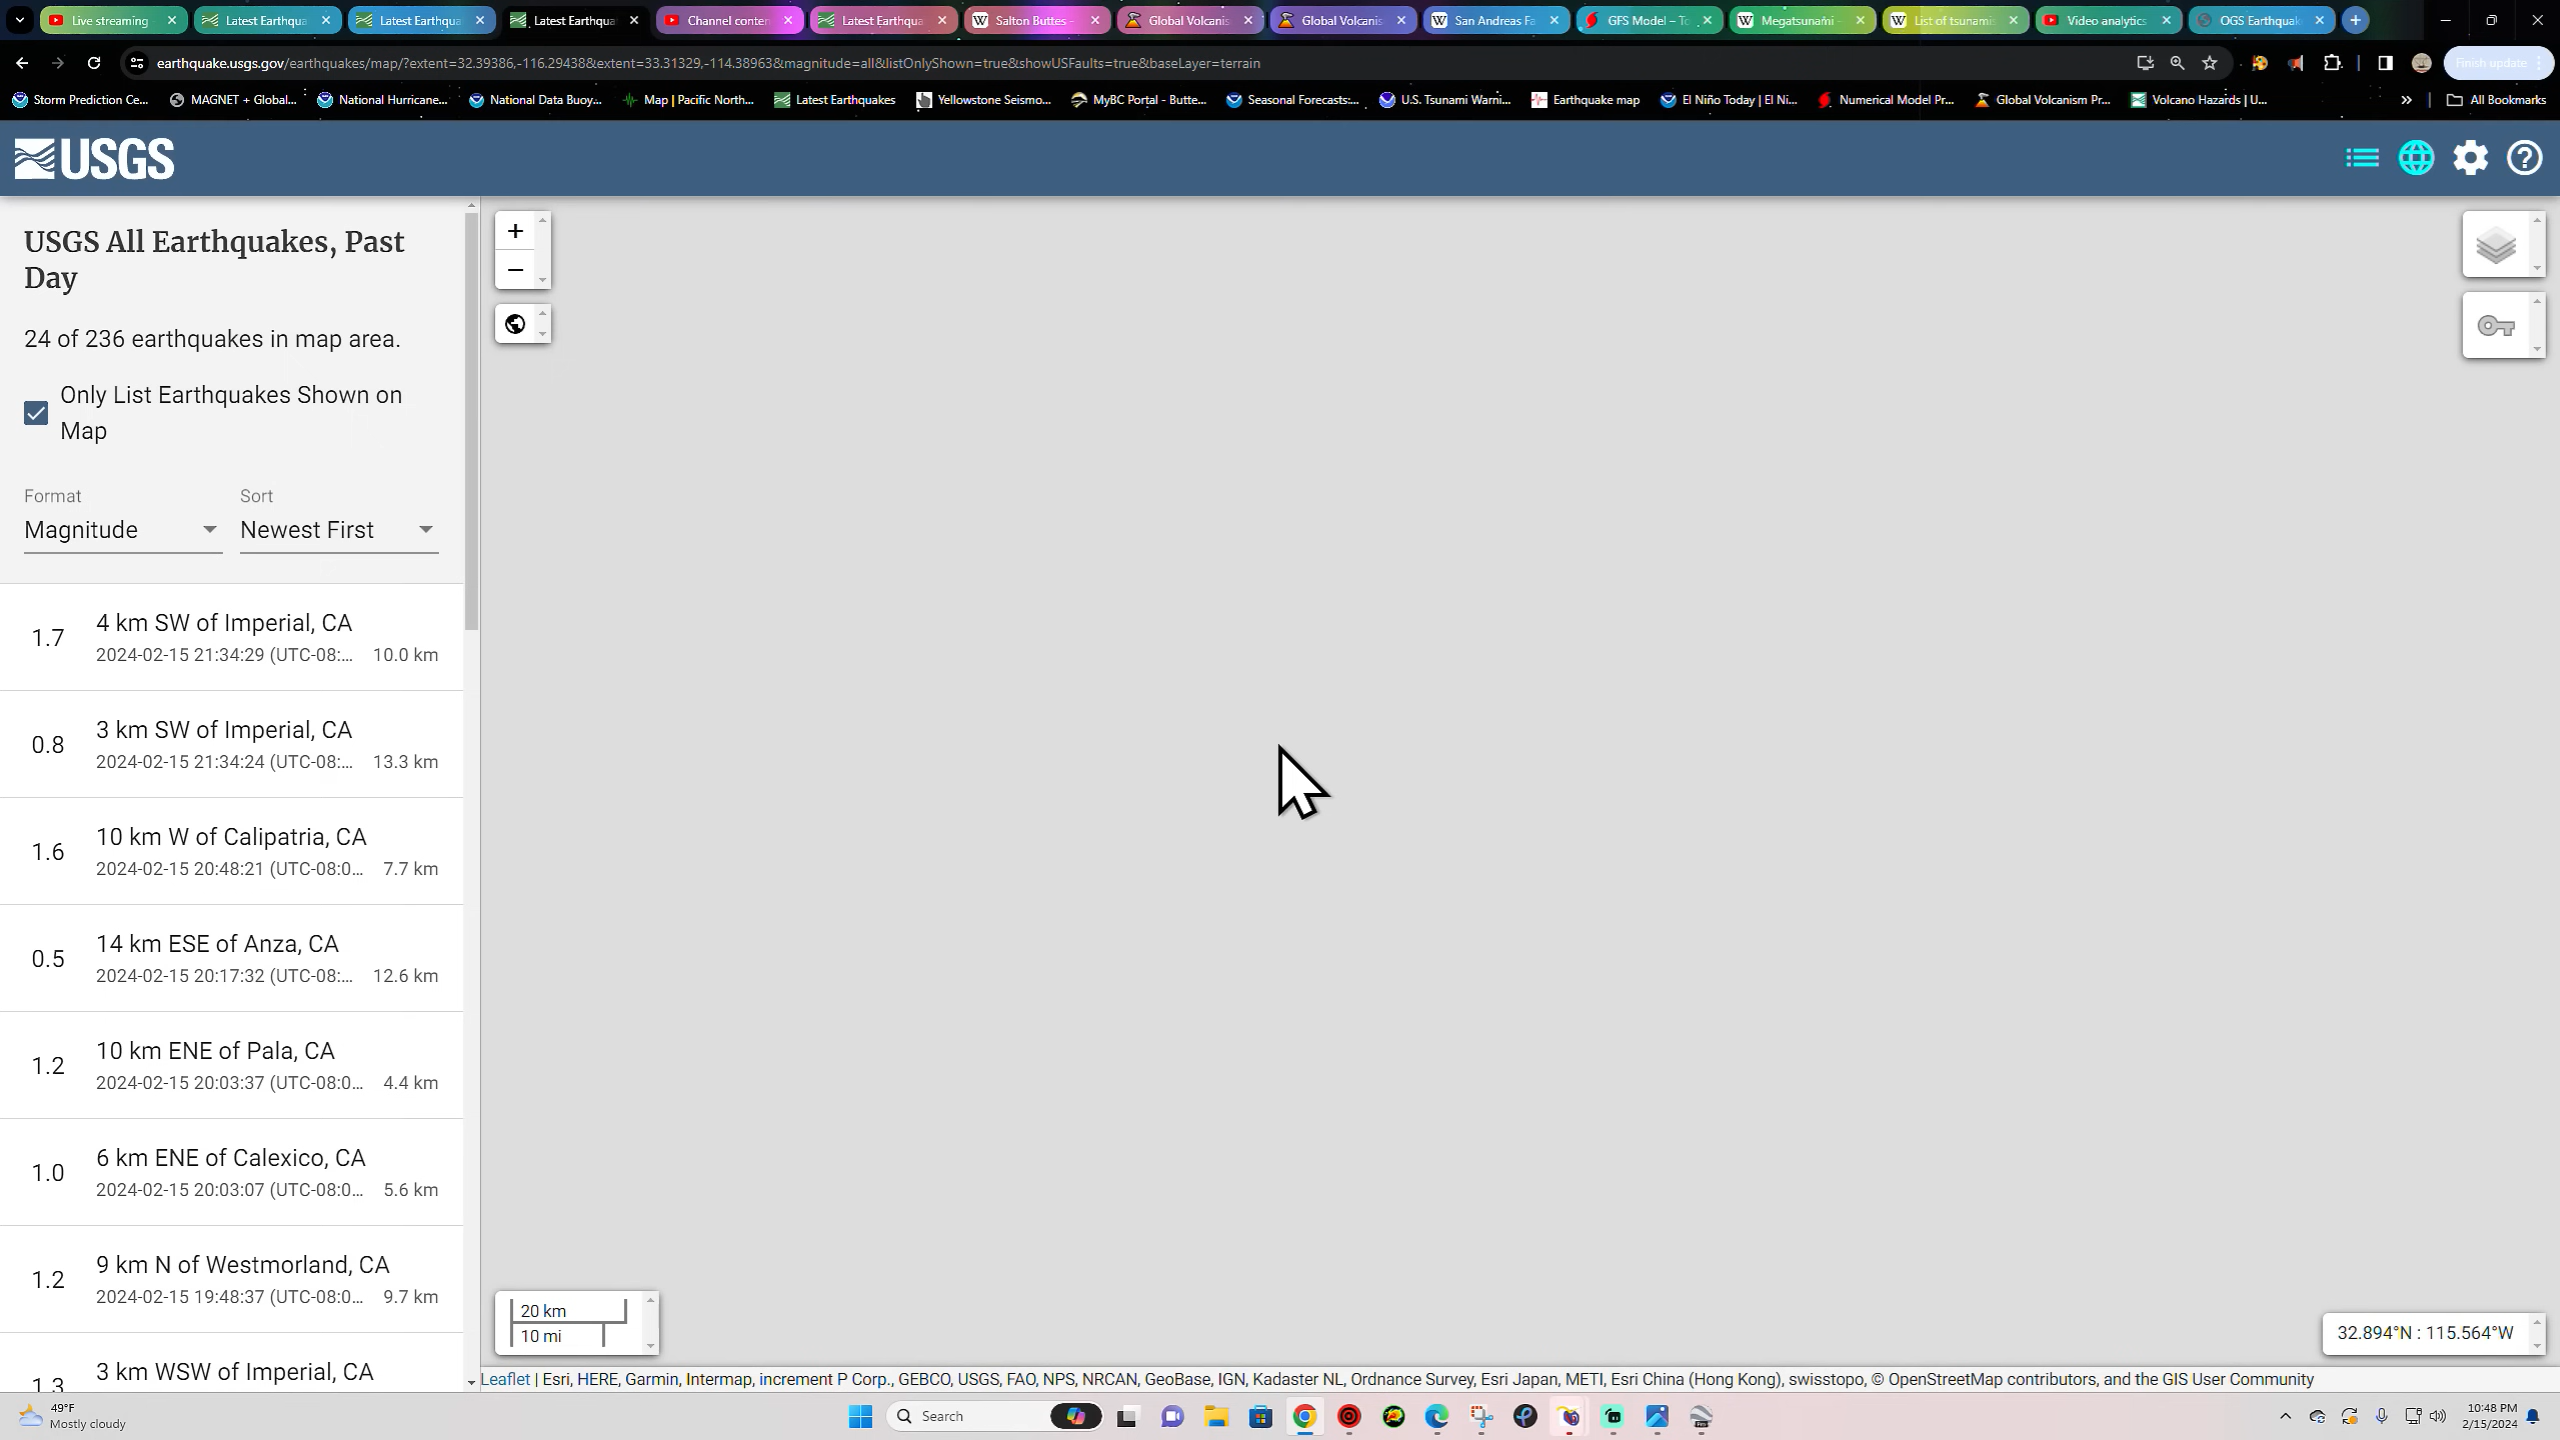 Live streaming
Latest Earthqua
Latest Earthqua
Latest Earthqua
Channel conten
Latest Earthqua
Salton Buttes -
Global Volcanis
Global Volcanis
San Andreas Fa
GFS Model – To
Megatsunami -
List of tsunamis
Video analytics
OGS Earthquak
earthquake.usgs.gov/earthquakes/map/?extent=32.39386,-116.29438&extent=33.31329,-114.38963&magnitude=all&listOnlyShown=true&showUSFaults=true&baseLayer=terrain
Finish update
Storm Prediction Ce...
MAGNET + Global...
National Hurricane...
National Data Buoy...
Map | Pacific North...
Latest Earthquakes
Yellowstone Seismo...
MyBC Portal - Butte...
Seasonal Forecasts:...
U.S. Tsunami Warni...
Earthquake map
El Niño Today | El Ni...
Numerical Model Pr...
Global Volcanism Pr...
Volcano Hazards | U...
All Bookmarks
USGS
USGS All Earthquakes, Past
Day
24 of 236 earthquakes in map area.
Only List Earthquakes Shown on
Map
Format
Sort
Magnitude
Newest First
1.7
4 km SW of Imperial, CA
2024-02-15 21:34:29 (UTC-08:... 10.0 km
0.8
3 km SW of Imperial, CA
2024-02-15 21:34:24 (UTC-08:... 13.3 km
1.6
10 km W of Calipatria, CA
2024-02-15 20:48:21 (UTC-08:0... 7.7 km
0.5
14 km ESE of Anza, CA
2024-02-15 20:17:32 (UTC-08:... 12.6 km
1.2
10 km ENE of Pala, CA
2024-02-15 20:03:37 (UTC-08:0... 4.4 km
1.0
6 km ENE of Calexico, CA
2024-02-15 20:03:07 (UTC-08:0... 5.6 km
1.2
9 km N of Westmorland, CA
2024-02-15 19:48:37 (UTC-08:0... 9.7 km
1.3
3 km WSW of Imperial, CA
20 km
10 mi
32.894°N : 115.564°W
Leaflet | Esri, HERE, Garmin, Intermap, increment P Corp., GEBCO, USGS, FAO, NPS, NRCAN, GeoBase, IGN, Kadaster NL, Ordnance Survey, Esri Japan, METI, Esri China (Hong Kong), swisstopo, © OpenStreetMap contributors, and the GIS User Community
49°F
Mostly cloudy
Search
10:48 PM
2/15/2024